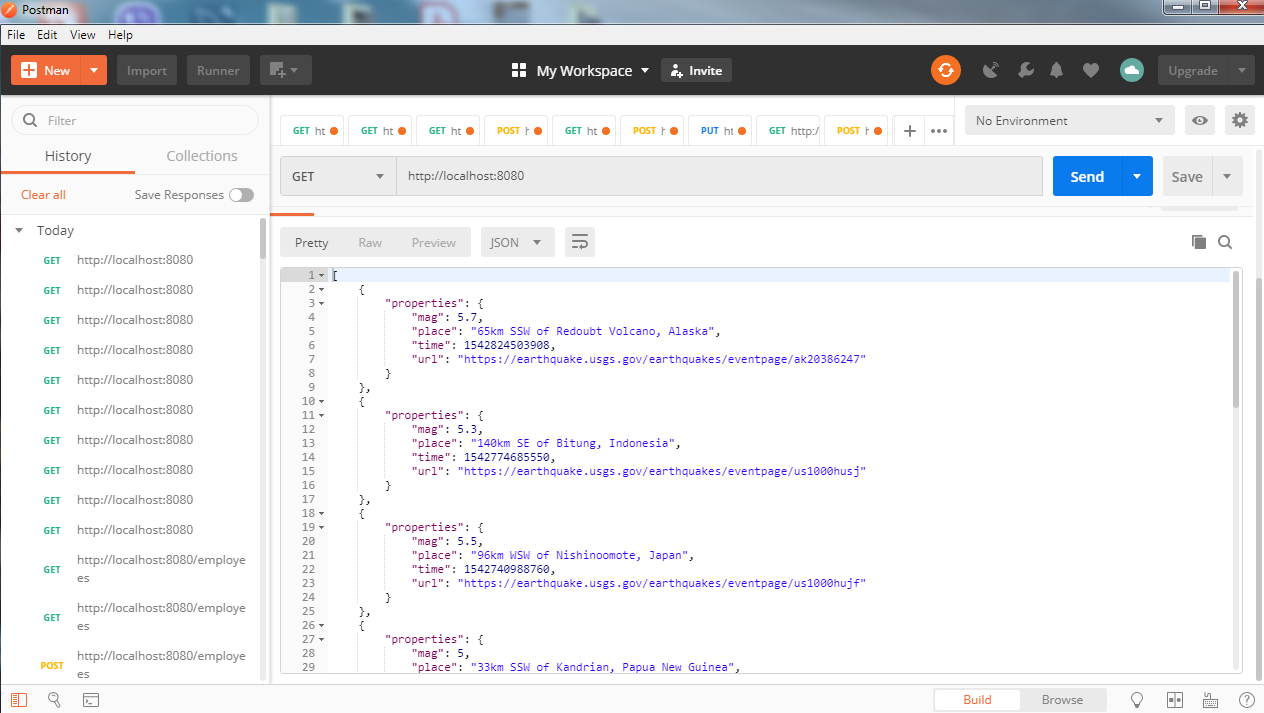 Postman
File Edit View Help
New Import Runner My Workspace Invite Upgrade
Filter
History Collections
Clear all Save Responses
Today
GET http://localhost:8080
GET http://localhost:8080
GET http://localhost:8080
GET http://localhost:8080
GET http://localhost:8080
GET http://localhost:8080
GET http://localhost:8080
GET http://localhost:8080
GET http://localhost:8080
GET http://localhost:8080
GET http://localhost:8080/employe
es
GET http://localhost:8080/employe
es
POST http://localhost:8080/employe
es
GET ht GET ht GET ht POST h GET ht POST h PUT ht GET http:/ POST h + ••• No Environment
GET http://localhost:8080 Send Save
Pretty Raw Preview JSON
1 [
2 {
3 "properties": {
4 "mag": 5.7,
5 "place": "65km SSW of Redoubt Volcano, Alaska",
6 "time": 1542824503908,
7 "url": "https://earthquake.usgs.gov/earthquakes/eventpage/ak20386247"
8 }
9 },
10 {
11 "properties": {
12 "mag": 5.3,
13 "place": "140km SE of Bitung, Indonesia",
14 "time": 1542774685550,
15 "url": "https://earthquake.usgs.gov/earthquakes/eventpage/us1000husj"
16 }
17 },
18 {
19 "properties": {
20 "mag": 5.5,
21 "place": "96km WSW of Nishinoomote, Japan",
22 "time": 1542740988760,
23 "url": "https://earthquake.usgs.gov/earthquakes/eventpage/us1000hujf"
24 }
25 },
26 {
27 "properties": {
28 "mag": 5,
29 "place": "33km SSW of Kandrian, Papua New Guinea",
Build Browse